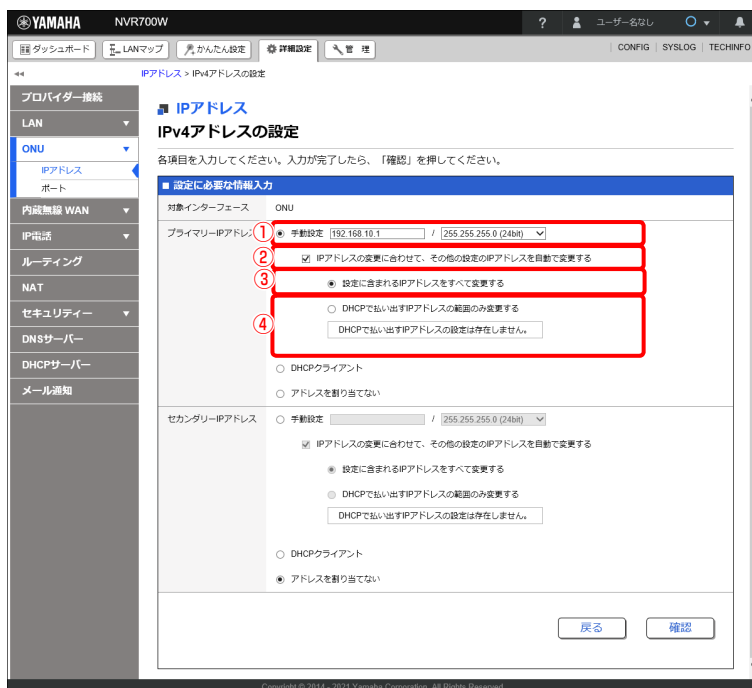 YAMAHA NVR700W ? ユーザー名なし
ダッシュボード LANマップ かんたん設定 詳細設定 管 理 CONFIG SYSLOG TECHINFO
IPアドレス > IPv4アドレスの設定
プロバイダー接続
LAN
ONU
IPアドレス
ポート
内蔵無線 WAN
IP電話
ルーティング
NAT
セキュリティー
DNSサーバー
DHCPサーバー
メール通知
IPアドレス
IPv4アドレスの設定
各項目を入力してください。入力が完了したら、「確認」を押してください。
■ 設定に必要な情報入力
対象インターフェース ONU
プライマリーIPアドレス ① 手動設定 192.168.10.1 / 255.255.255.0 (24bit)
② IPアドレスの変更に合わせて、その他の設定のIPアドレスを自動で変更する
③ 設定に含まれるIPアドレスをすべて変更する
④ DHCPで払い出すIPアドレスの範囲のみ変更する
DHCPで払い出すIPアドレスの設定は存在しません。
DHCPクライアント
アドレスを割り当てない
セカンダリーIPアドレス 手動設定 / 255.255.255.0 (24bit)
IPアドレスの変更に合わせて、その他の設定のIPアドレスを自動で変更する
設定に含まれるIPアドレスをすべて変更する
DHCPで払い出すIPアドレスの範囲のみ変更する
DHCPで払い出すIPアドレスの設定は存在しません。
DHCPクライアント
アドレスを割り当てない
戻る 確認
Copyright © 2014 - 2021 Yamaha Corporation. All Rights Reserved.